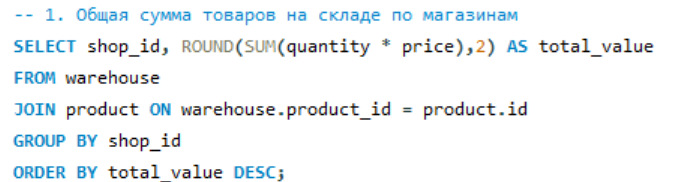 -- 1. Общая сумма товаров на складе по магазинам
SELECT shop_id, ROUND(SUM(quantity * price),2) AS total_value
FROM warehouse
JOIN product ON warehouse.product_id = product.id
GROUP BY shop_id
ORDER BY total_value DESC;